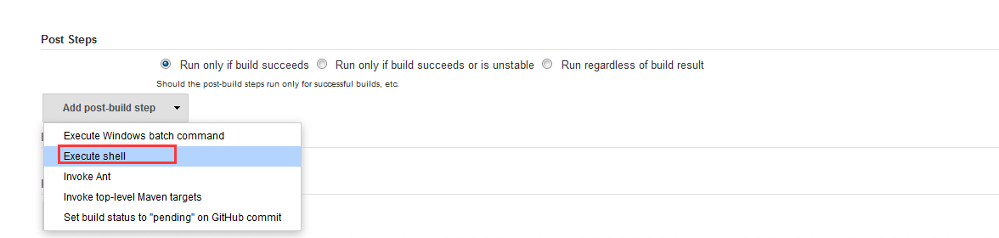 Post Steps
Run only if build succeeds Run only if build succeeds or is unstable Run regardless of build result
Should the post-build steps run only for successful builds, etc.
Add post-build step
Execute Windows batch command
Execute shell
Invoke Ant
Invoke top-level Maven targets
Set build status to "pending" on GitHub commit